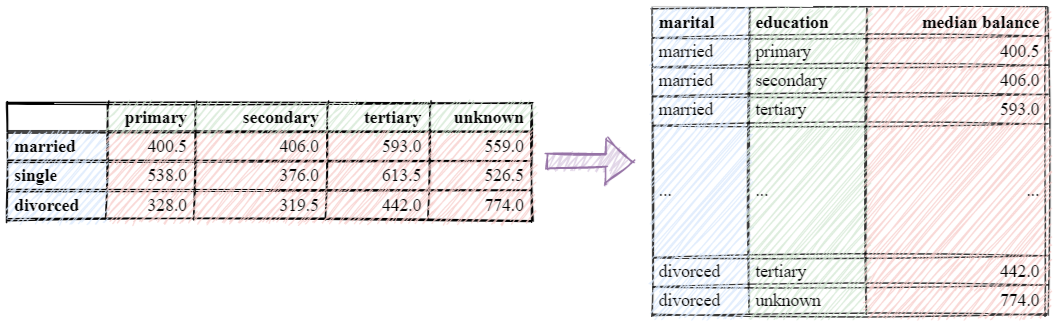 primary secondary tertiary unknown
married 400.5 406.0 593.0 559.0
single 538.0 376.0 613.5 526.5
divorced 328.0 319.5 442.0 774.0
marital education median balance
married primary 400.5
married secondary 406.0
married tertiary 593.0
... ... ...
divorced tertiary 442.0
divorced unknown 774.0